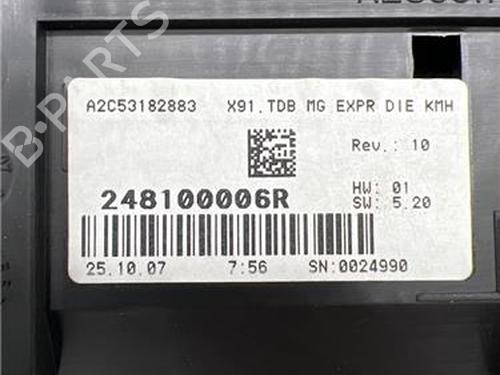 A2C53182883 X91.TDB MG EXPR DIE KMH
Rev.: 10
248100006R
HW: 01
SW: 5.20
25.10.07 7:56 SN:0024990
B-PARTS